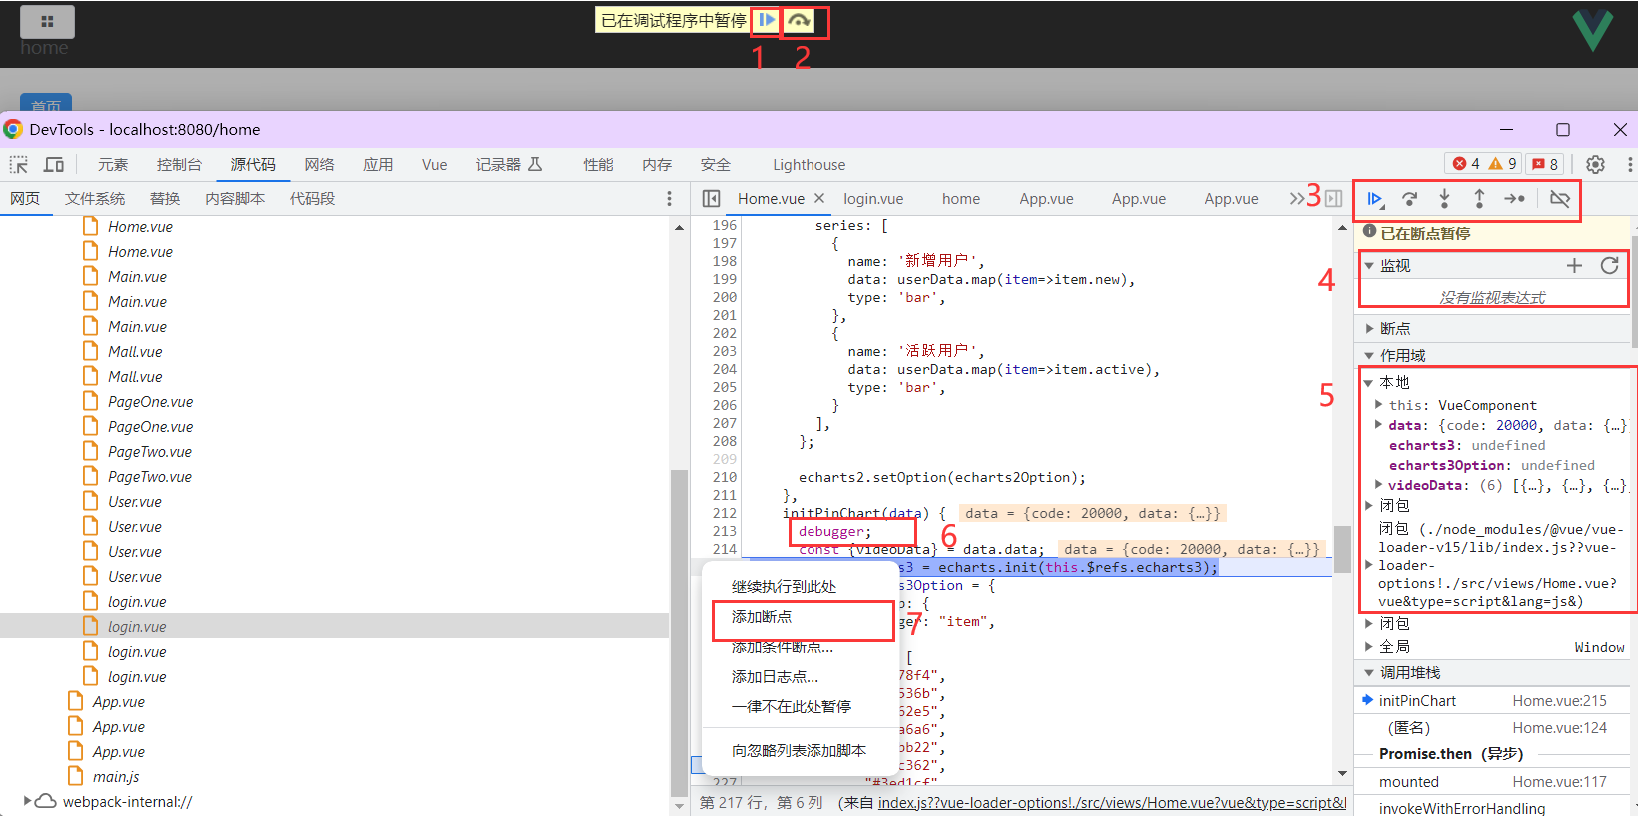 已在调试程序中暂停
1 2
home
首页
DevTools - localhost:8080/home
元素 控制台 源代码 网络 应用 Vue 记录器 性能 内存 安全 Lighthouse 4 9 8
网页 文件系统 替换 内容脚本 代码段
Home.vue login.vue home App.vue App.vue App.vue 3
Home.vue
Home.vue
Main.vue
Main.vue
Main.vue
Mall.vue
Mall.vue
PageOne.vue
PageOne.vue
PageTwo.vue
PageTwo.vue
User.vue
User.vue
User.vue
User.vue
login.vue
login.vue
login.vue
login.vue
App.vue
App.vue
App.vue
main.js
webpack-internal://
196 series: [
197 {
198 name: '新增用户',
199 data: userData.map(item=>item.new),
200 type: 'bar',
201 },
202 {
203 name: '活跃用户',
204 data: userData.map(item=>item.active),
205 type: 'bar',
206 }
207 ],
208 };
209
210 echarts2.setOption(echarts2Option);
211 },
212 initPinChart(data) { data = {code: 20000, data: {…}}
213 debugger;
6
214 const {videoData} = data.data; data = {code: 20000, data: {…}}
s3 = echarts.init(this.$refs.echarts3);
s3Option = {
p: {
ger: "item",
[
78f4",
536b",
62e5",
a6a6",
bb22",
c362",
227 "#3ed1cf",
继续执行到此处
添加断点
7
添加条件断点...
添加日志点...
一律不在此处暂停
向忽略列表添加脚本
第 217 行，第 6 列 (来自 index.js??vue-loader-options!./src/views/Home.vue?vue&type=script&l
已在断点暂停
4
监视
没有监视表达式
断点
作用域
5
本地
this: VueComponent
data: {code: 20000, data: {…}
echarts3: undefined
echarts3Option: undefined
videoData: (6) [{…}, {…}, {…},
闭包
闭包 (./node_modules/@vue/vue-
loader-v15/lib/index.js??vue-
loader-
options!./src/views/Home.vue?
vue&type=script&lang=js&)
闭包
全局 Window
调用堆栈
initPinChart Home.vue:215
(匿名) Home.vue:124
Promise.then（异步）
mounted Home.vue:117
invokeWithErrorHandling